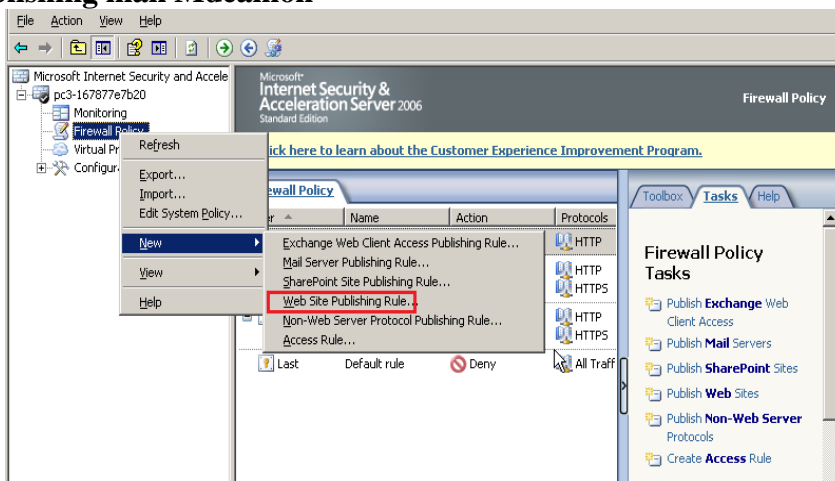 File Action View Help
Microsoft Internet Security and Accele
pc3-167877e7b20
Monitoring
Firewall Policy
Virtual Pr
Configur
Microsoft
Internet Security &
Acceleration Server 2006
Standard Edition
Firewall Policy
ick here to learn about the Customer Experience Improvement Program.
ewall Policy
er Name Action Protocols
HTTP
HTTP
HTTPS
HTTP
HTTPS
Last Default rule Deny All Traff
Refresh
Export...
Import...
Edit System Policy...
New
View
Help
Exchange Web Client Access Publishing Rule...
Mail Server Publishing Rule...
SharePoint Site Publishing Rule...
Web Site Publishing Rule...
Non-Web Server Protocol Publishing Rule...
Access Rule...
Toolbox Tasks Help
Firewall Policy
Tasks
Publish Exchange Web
Client Access
Publish Mail Servers
Publish SharePoint Sites
Publish Web Sites
Publish Non-Web Server
Protocols
Create Access Rule